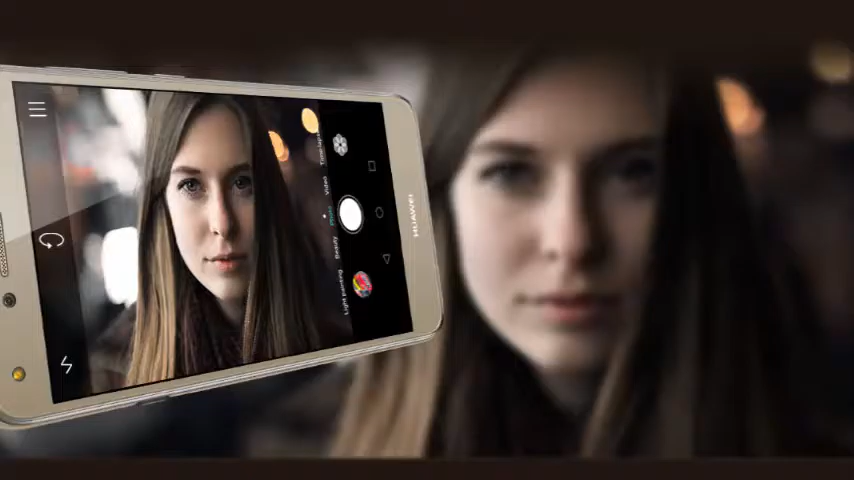 Time-lapse
Video
Photo
Beauty
Light painting
HUAWEI